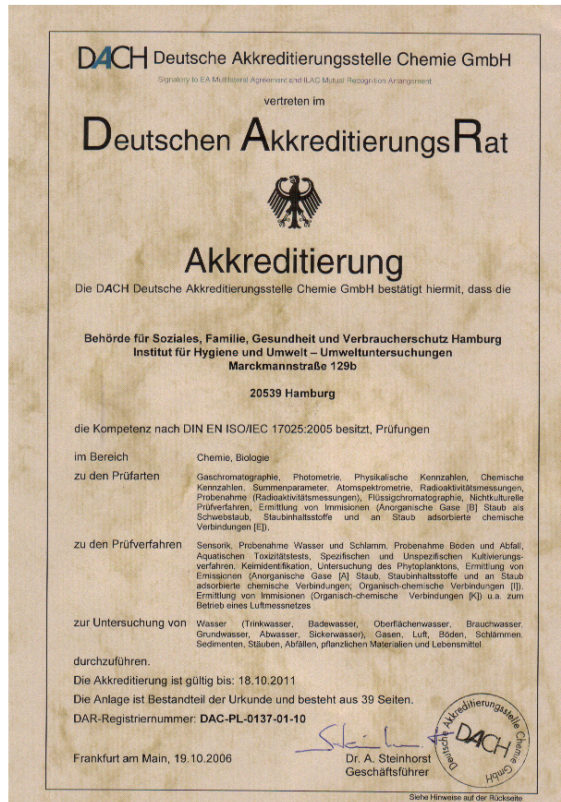 DACH Deutsche Akkreditierungsstelle Chemie GmbH
Signatory to EA Multilateral Agreement and ILAC Mutual Recognition Arrangement
vertreten im
Deutschen AkkreditierungsRat
Akkreditierung
Die DACH Deutsche Akkreditierungsstelle Chemie GmbH bestätigt hiermit, dass die
Behörde für Soziales, Familie, Gesundheit und Verbraucherschutz Hamburg
Institut für Hygiene und Umwelt – Umweltuntersuchungen
Marckmannstraße 129b
20539 Hamburg
die Kompetenz nach DIN EN ISO/IEC 17025:2005 besitzt, Prüfungen
im Bereich Chemie, Biologie
zu den Prüfarten Gaschromatographie, Photometrie, Physikalische Kennzahlen, Chemische
Kennzahlen, Summenparameter, Atomspektrometrie, Radioaktivitätsmessungen,
Probenahme (Radioaktivitätsmessungen), Flüssigchromatographie, Nichtkulturelle
Prüfverfahren, Ermittlung von Immisionen (Anorganische Gase [B] Staub als
Schwebstaub, Staubinhaltsstoffe und an Staub adsorbierte chemische
Verbindungen [E]),
zu den Prüfverfahren Sensorik, Probenahme Wasser und Schlamm, Probenahme Böden und Abfall,
Aquatischen Toxizitätstests, Spezifischen und Unspezifischen Kultivierungs-
verfahren, Keimidentifikation, Untersuchung des Phytoplanktons, Ermittlung von
Emissionen (Anorganische Gase [A] Staub, Staubinhaltsstoffe und an Staub
adsorbierte chemische Verbindungen; Organisch-chemische Verbindungen [I]).
Ermittlung von Immisionen (Organisch-chemische Verbindungen [K]) u.a. zum
Betrieb eines Luftmessnetzes
zur Untersuchung von Wasser (Trinkwasser, Badewasser, Oberflächenwasser, Brauchwasser,
Grundwasser, Abwasser, Sickerwasser), Gasen, Luft, Böden, Schlämmen,
Sedimenten, Stäuben, Abfällen, pflanzlichen Materialien und Lebensmittel
durchzuführen.
Die Akkreditierung ist gültig bis: 18.10.2011
Die Anlage ist Bestandteil der Urkunde und besteht aus 39 Seiten.
DAR-Registriernummer: DAC-PL-0137-01-10
Frankfurt am Main, 19.10.2006
Dr. A. Steinhorst
Geschäftsführer
Deutsche Akkreditierungsstelle Chemie GmbH
DACH
Siehe Hinweise auf der Rückseite